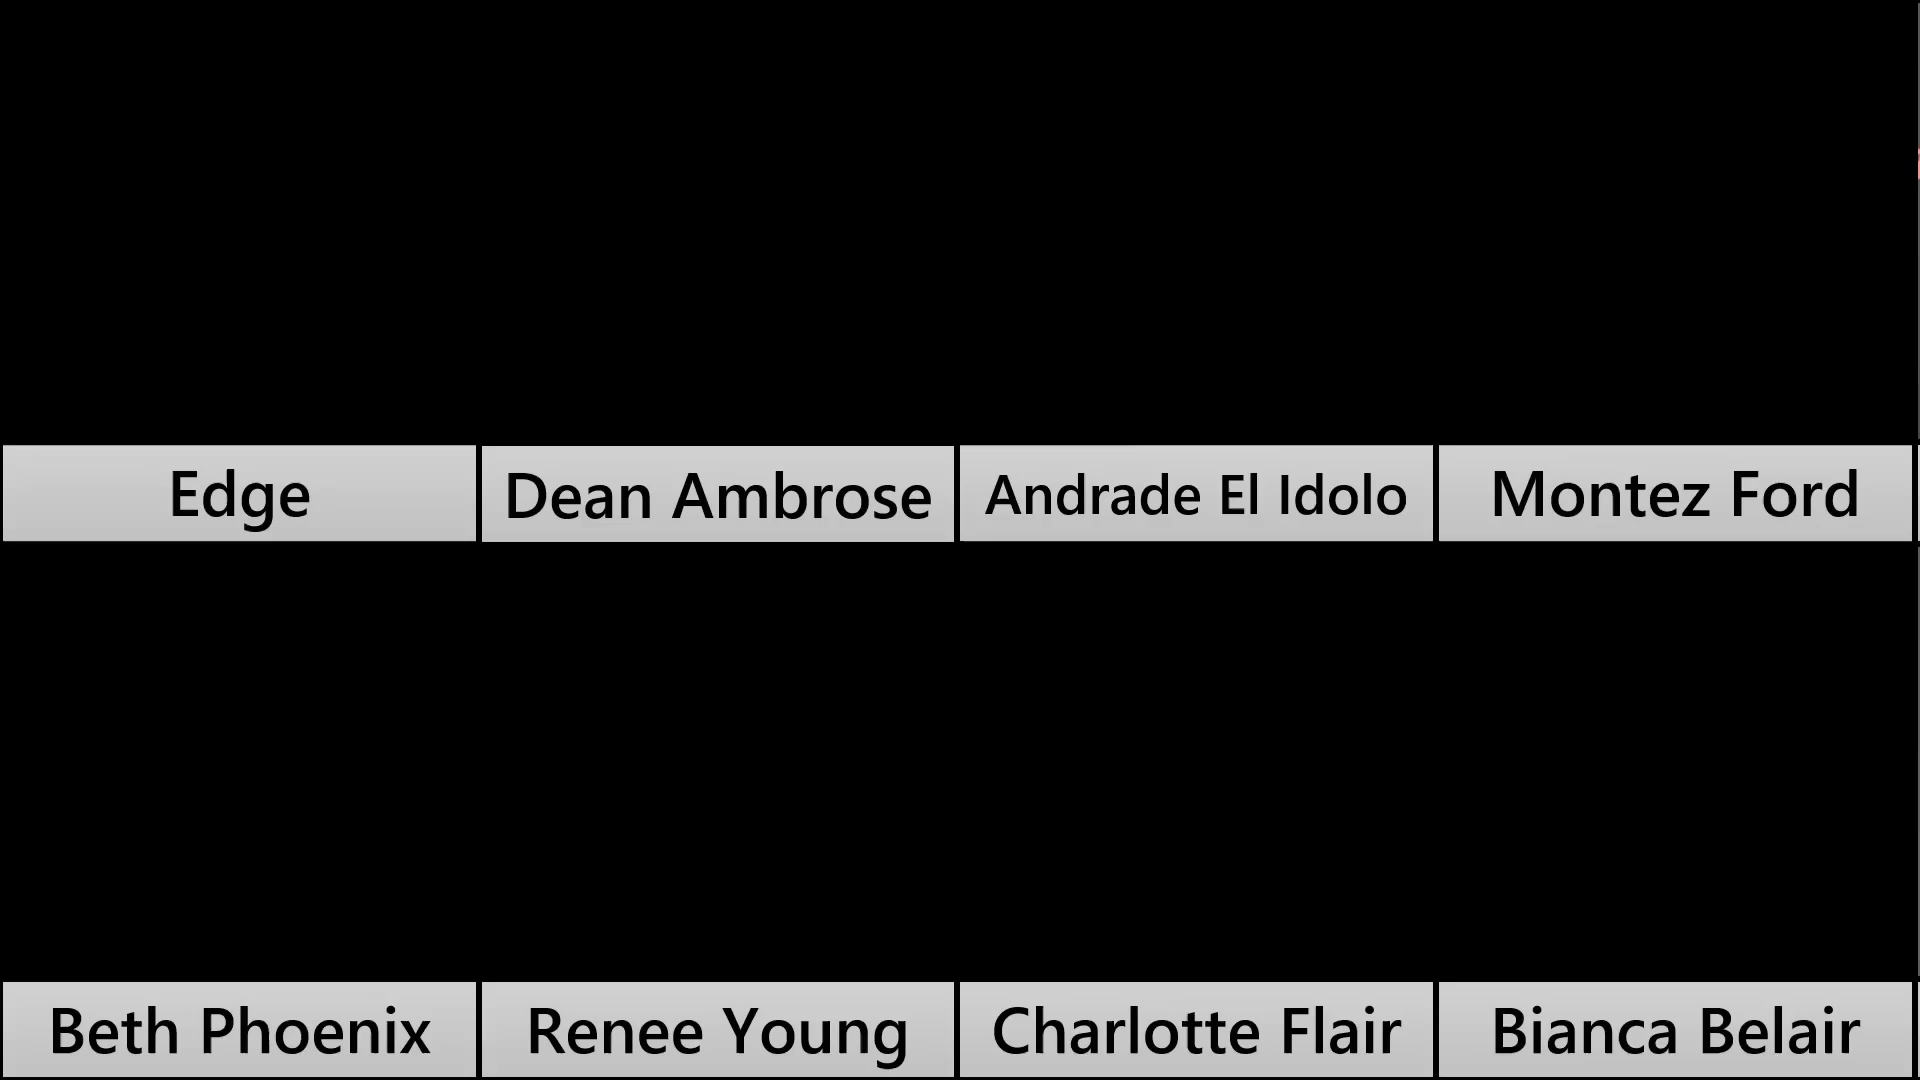 Edge
Dean Ambrose
Andrade El Idolo
Montez Ford
Beth Phoenix
Renee Young
Charlotte Flair
Bianca Belair